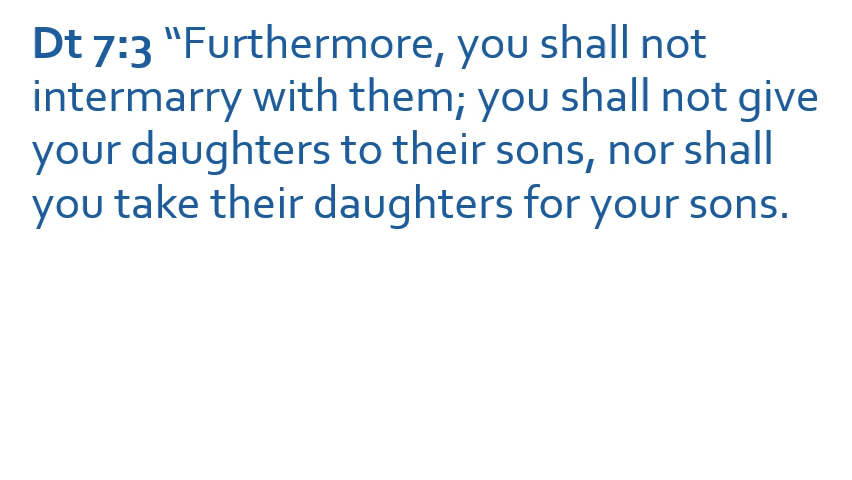 Dt 7:3 “Furthermore, you shall not
intermarry with them; you shall not give
your daughters to their sons, nor shall
you take their daughters for your sons.